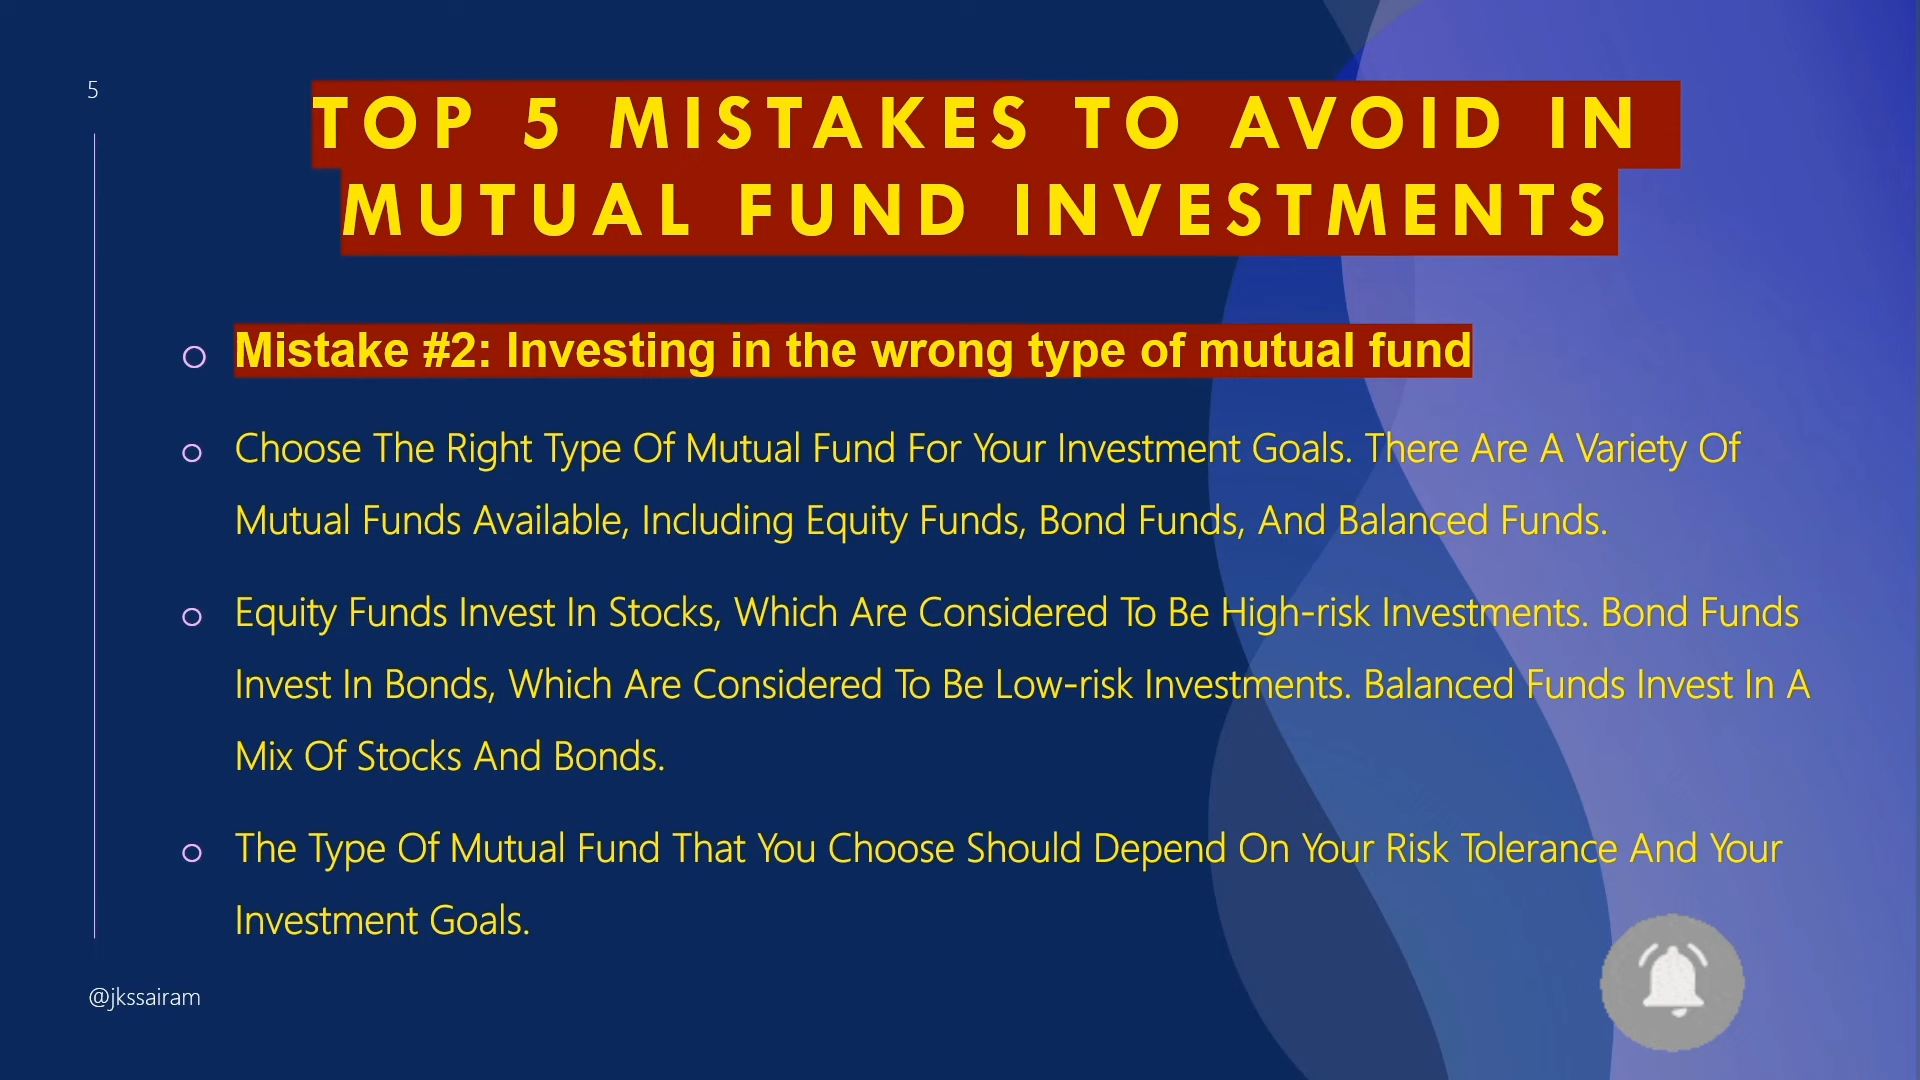 5
TOP 5 MISTAKES TO AVOID IN
MUTUAL FUND INVESTMENTS
Mistake #2: Investing in the wrong type of mutual fund
Choose The Right Type Of Mutual Fund For Your Investment Goals. There Are A Variety Of
Mutual Funds Available, Including Equity Funds, Bond Funds, And Balanced Funds.
Equity Funds Invest In Stocks, Which Are Considered To Be High-risk Investments. Bond Funds
Invest In Bonds, Which Are Considered To Be Low-risk Investments. Balanced Funds Invest In A
Mix Of Stocks And Bonds.
The Type Of Mutual Fund That You Choose Should Depend On Your Risk Tolerance And Your
Investment Goals.
@jkssairam